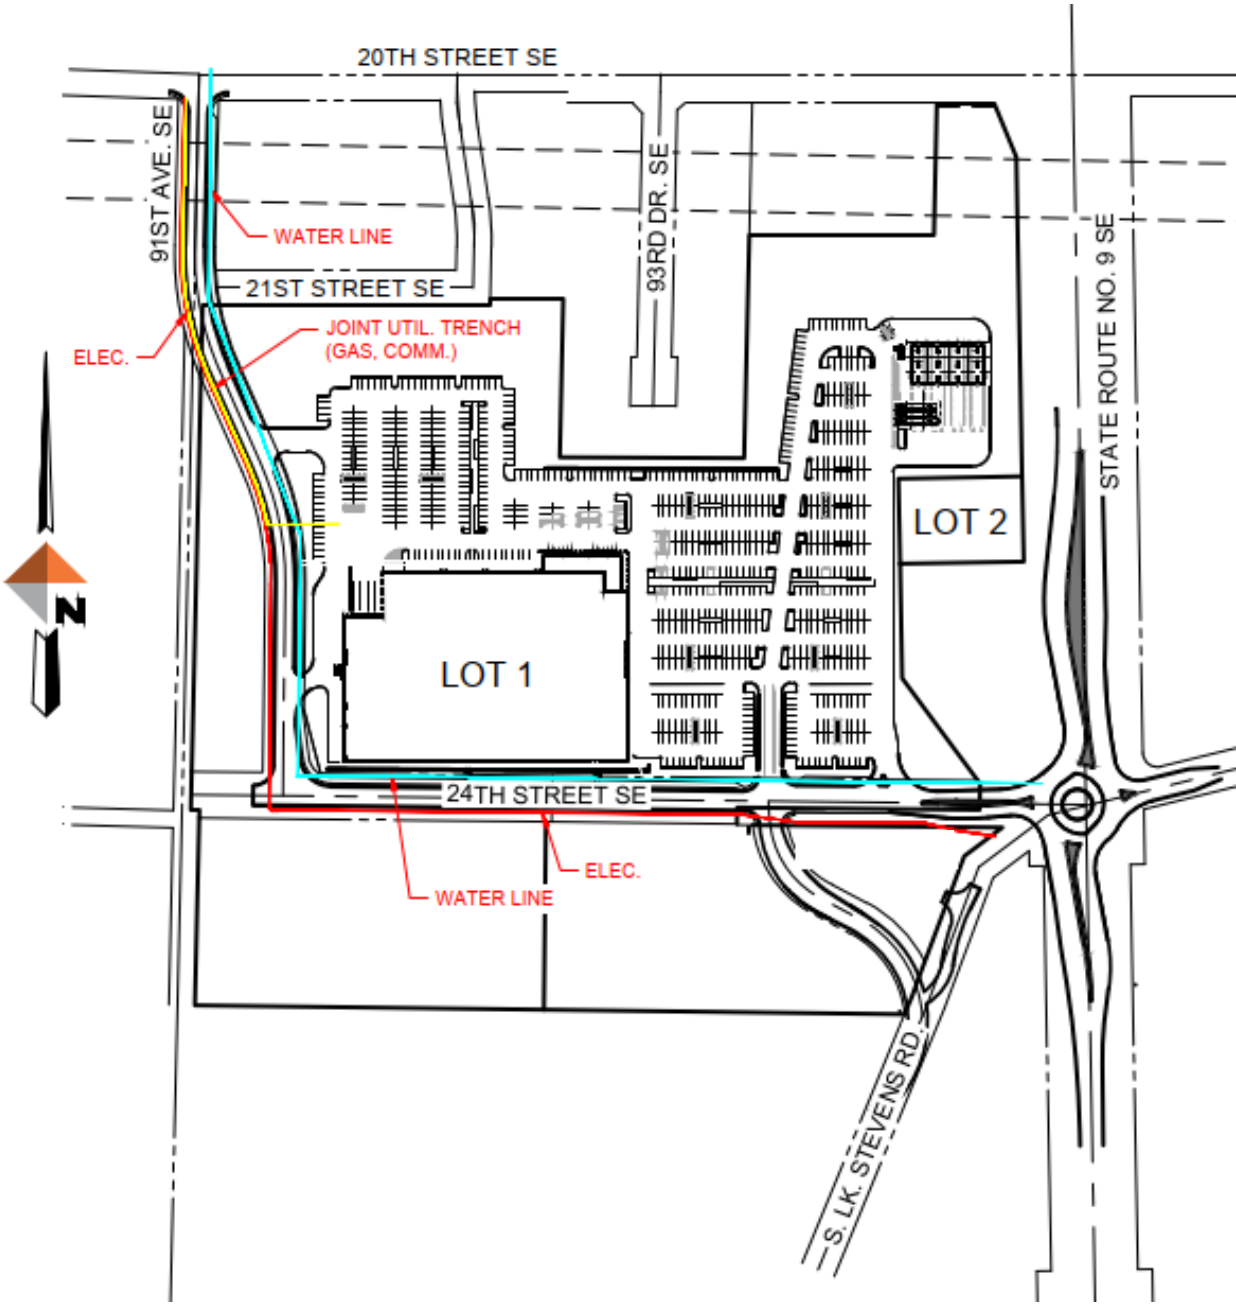 20TH STREET SE
91ST AVE. SE
93RD DR. SE
STATE ROUTE NO. 9 SE
WATER LINE
21ST STREET SE
JOINT UTIL. TRENCH
(GAS, COMM.)
ELEC.
LOT 2
N
LOT 1
24TH STREET SE
ELEC.
WATER LINE
S. LK. STEVENS RD.